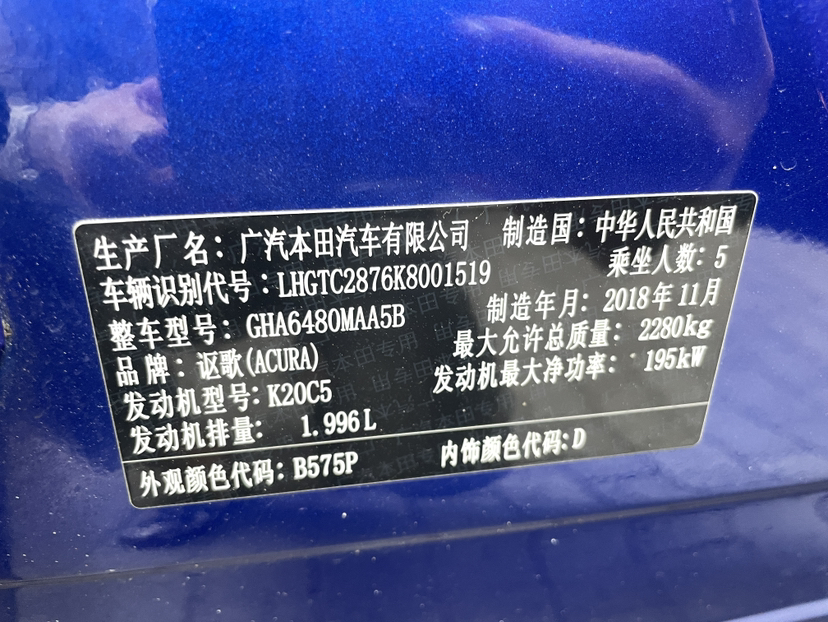 生产厂名：广汽本田汽车有限公司 制造国：中华人民共和国
车辆识别代号：LHGTC2876K8001519 乘坐人数：5
整车型号：GHA6480MAA5B 制造年月：2018年11月
品牌：讴歌(ACURA) 最大允许总质量：2280kg
发动机型号：K20C5 发动机最大净功率：195kW
发动机排量：1.996L
外观颜色代码：B575P 内饰颜色代码：D